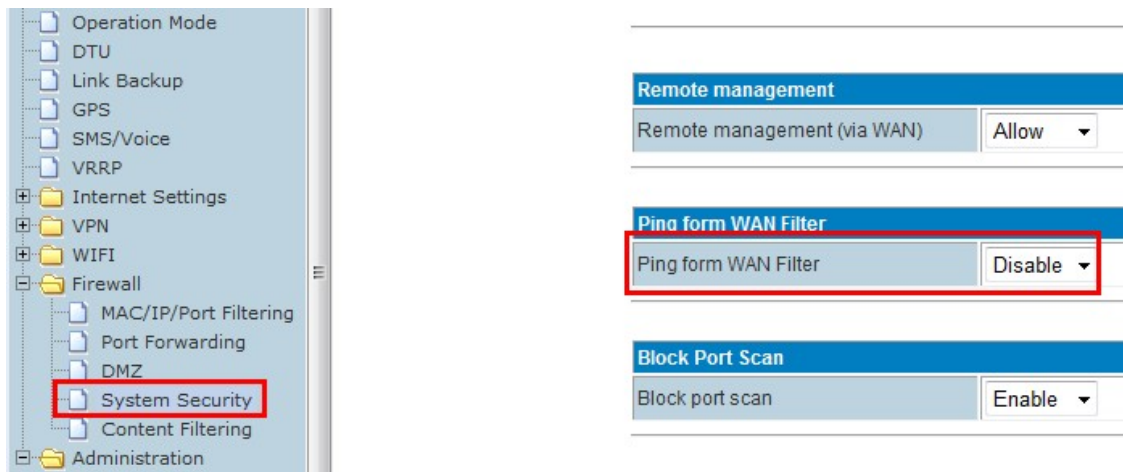 Operation Mode
DTU
Link Backup
GPS
SMS/Voice
VRRP
Internet Settings
VPN
WIFI
Firewall
MAC/IP/Port Filtering
Port Forwarding
DMZ
System Security
Content Filtering
Administration
Remote management
Remote management (via WAN) Allow
Ping form WAN Filter
Ping form WAN Filter Disable
Block Port Scan
Block port scan Enable